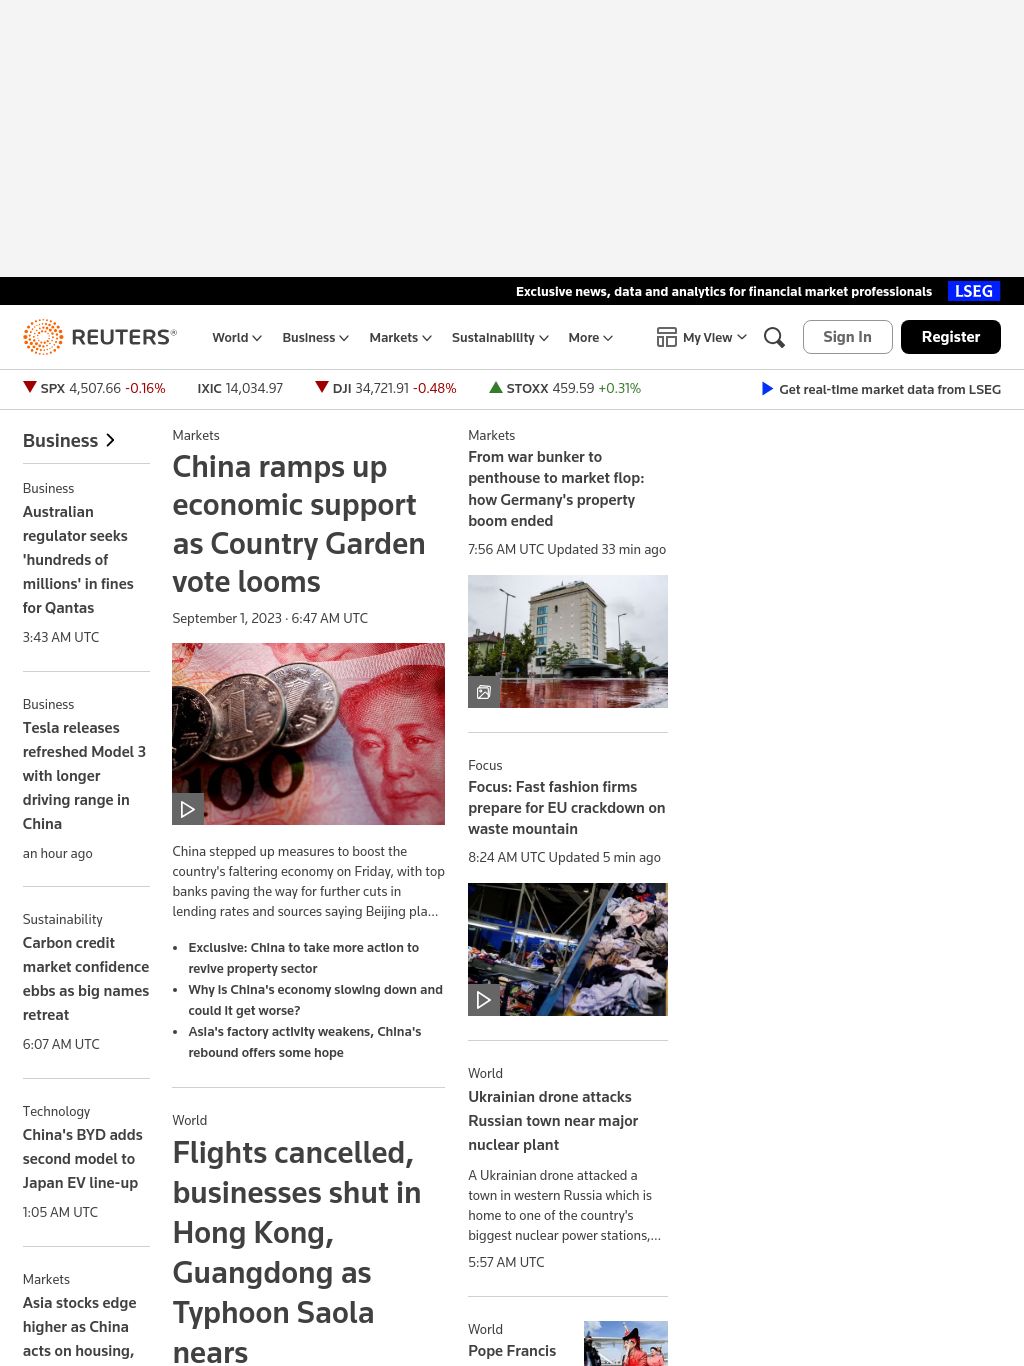 Exclusive news, data and analytics for financial market professionals LSEG
REUTERS®
World Business Markets Sustainability More My View Sign In Register
SPX 4,507.66 -0.16% IXIC 14,034.97 DJI 34,721.91 -0.48% STOXX 459.59 +0.31% Get real-time market data from LSEG
Business
Business
Australian
regulator seeks
'hundreds of
millions' in fines
for Qantas
3:43 AM UTC
Business
Tesla releases
refreshed Model 3
with longer
driving range in
China
an hour ago
Sustainability
Carbon credit
market confidence
ebbs as big names
retreat
6:07 AM UTC
Technology
China's BYD adds
second model to
Japan EV line-up
1:05 AM UTC
Markets
Asia stocks edge
higher as China
acts on housing,
Markets
China ramps up
economic support
as Country Garden
vote looms
September 1, 2023 · 6:47 AM UTC
1
100
China stepped up measures to boost the
country's faltering economy on Friday, with top
banks paving the way for further cuts in
lending rates and sources saying Beijing pla...
Exclusive: China to take more action to
revive property sector
Why is China's economy slowing down and
could it get worse?
Asia's factory activity weakens, China's
rebound offers some hope
World
Flights cancelled,
businesses shut in
Hong Kong,
Guangdong as
Typhoon Saola
nears
Markets
From war bunker to
penthouse to market flop:
how Germany's property
boom ended
7:56 AM UTC Updated 33 min ago
Focus
Focus: Fast fashion firms
prepare for EU crackdown on
waste mountain
8:24 AM UTC Updated 5 min ago
World
Ukrainian drone attacks
Russian town near major
nuclear plant
A Ukrainian drone attacked a
town in western Russia which is
home to one of the country's
biggest nuclear power stations,...
5:57 AM UTC
World
Pope Francis